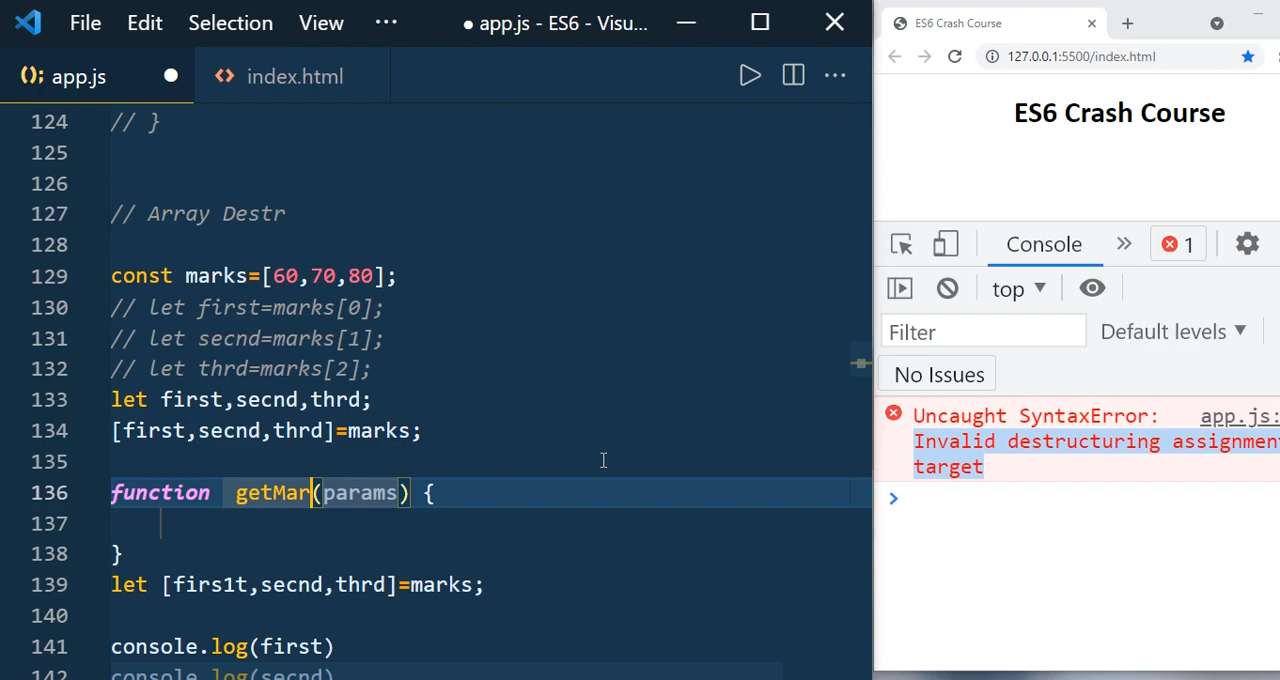 File Edit Selection View ··· ● app.js - ES6 - Visu...
(); app.js ● <> index.html ···
124 // }
125
126
127 // Array Destr
128
129 const marks=[60,70,80];
130 // let first=marks[0];
131 // let secnd=marks[1];
132 // let thrd=marks[2];
133 let first,secnd,thrd;
134 [first,secnd,thrd]=marks;
135
136 function  getMar(params) {
137
138 }
139 let [firs1t,secnd,thrd]=marks;
140
141 console.log(first)
142 console.log(secnd)
ES6 Crash Course
127.0.0.1:5500/index.html
ES6 Crash Course
Console » 1
top ▼
Filter Default levels ▼
No Issues
Uncaught SyntaxError: app.js:
Invalid destructuring assignment
target
>